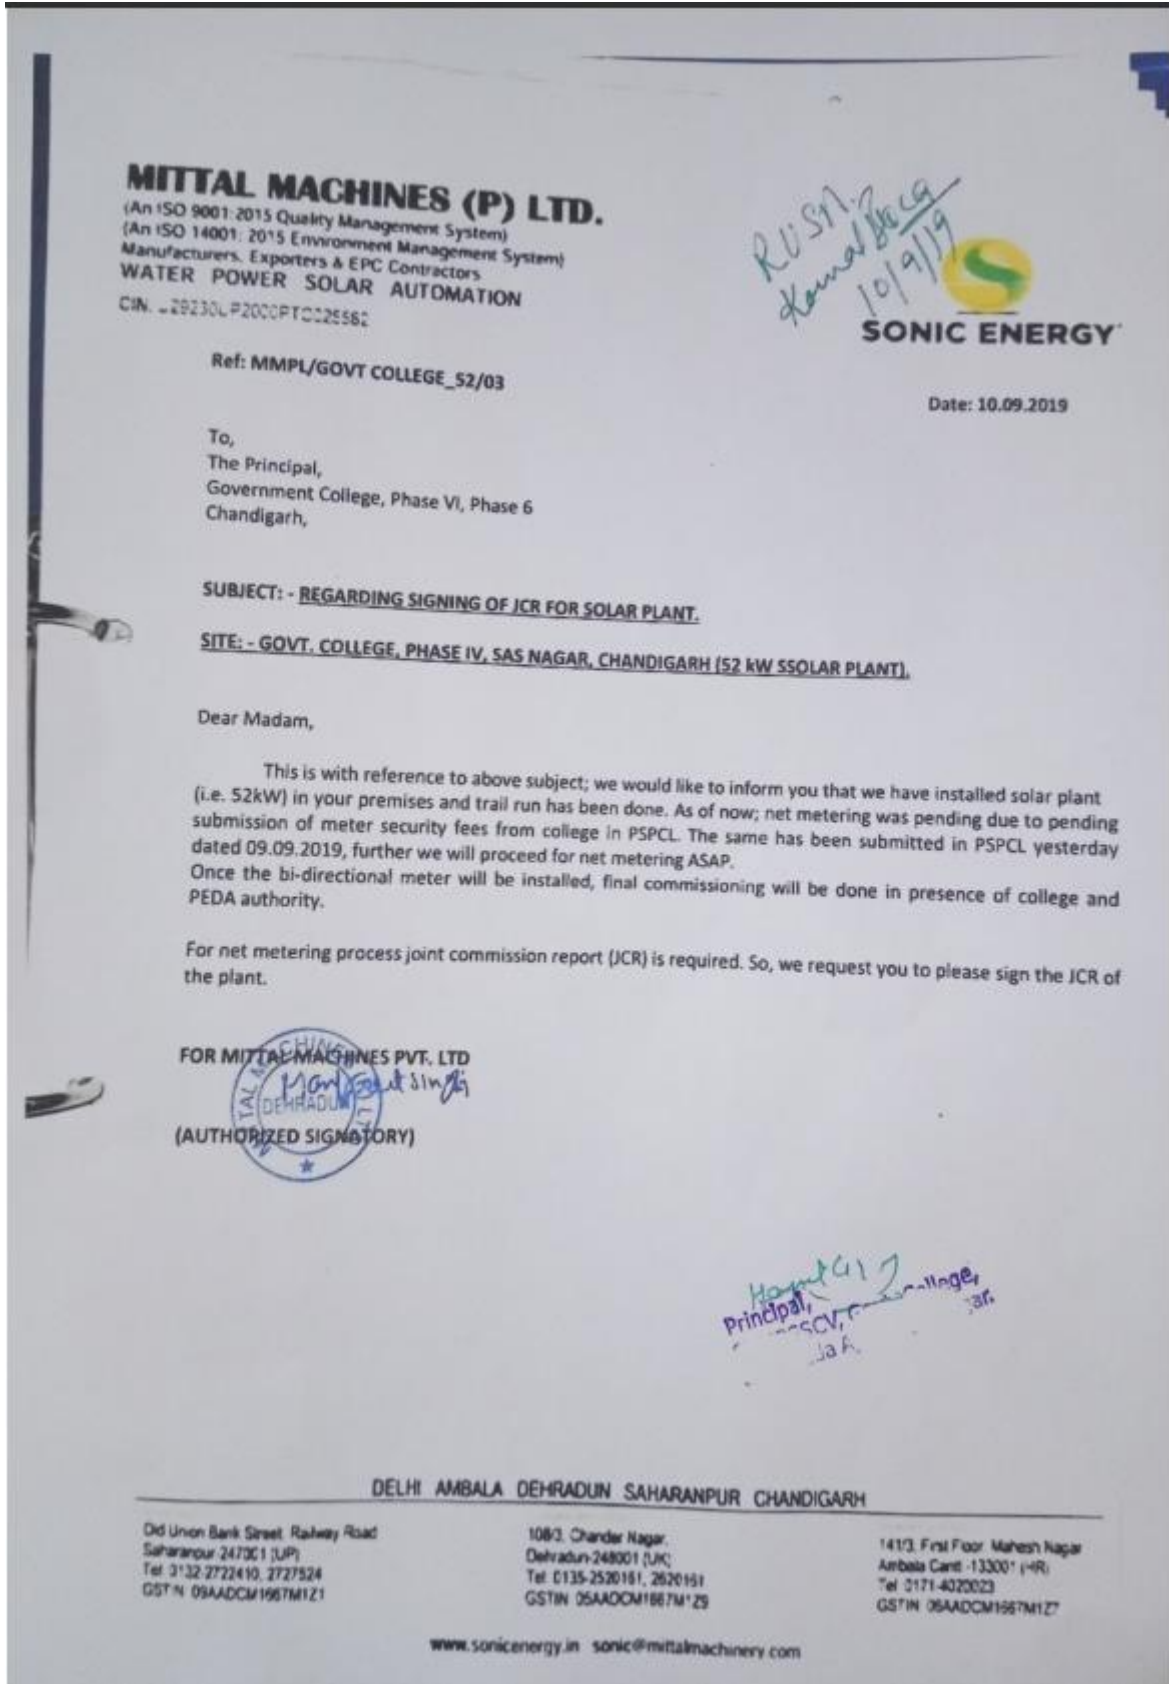 MITTAL MACHINES (P) LTD.
(An ISO 9001:2015 Quality Management System)
(An ISO 14001: 2015 Environment Management System)
Manufacturers, Exporters & EPC Contractors
WATER POWER SOLAR AUTOMATION
CIN.
10/9/19
SONIC ENERGY
Ref: MMPL/GOVT COLLEGE_52/03
Date: 10.09.2019
To,
The Principal,
Government College, Phase VI, Phase 6
Chandigarh,
SUBJECT: - REGARDING SIGNING OF JCR FOR SOLAR PLANT.
SITE: - GOVT. COLLEGE, PHASE IV, SAS NAGAR, CHANDIGARH (52 kW SSOLAR PLANT).
Dear Madam,
This is with reference to above subject; we would like to inform you that we have installed solar plant
(i.e. 52kW) in your premises and trail run has been done. As of now; net metering was pending due to pending
submission of meter security fees from college in PSPCL. The same has been submitted in PSPCL yesterday
dated 09.09.2019, further we will proceed for net metering ASAP.
Once the bi-directional meter will be installed, final commissioning will be done in presence of college and
PEDA authority.
For net metering process joint commission report (JCR) is required. So, we request you to please sign the JCR of
the plant.
FOR MITTAL MACHINES PVT. LTD
Singh
DEHRADUN
(AUTHORIZED SIGNATORY)
Principal,
DELHI AMBALA DEHRADUN SAHARANPUR CHANDIGARH
Old Union Bank Street, Railway Road
Saharanpur-247001 (UP)
Tel 0132-2722410, 2727524
GSTIN 09AADCM1667M1Z1
108/3, Chander Nagar,
Dehradun-248001 (UK)
Tel: 0135-2520161, 2620161
GSTIN 05AADCM1667M1Z9
141/3, First Floor, Mahesh Nagar
Ambala Cantt -133001 (HR)
Tel 0171-4020023
GSTIN 06AADCM1667M1Z7
www.sonicenergy.in sonic@mittalmachinery.com